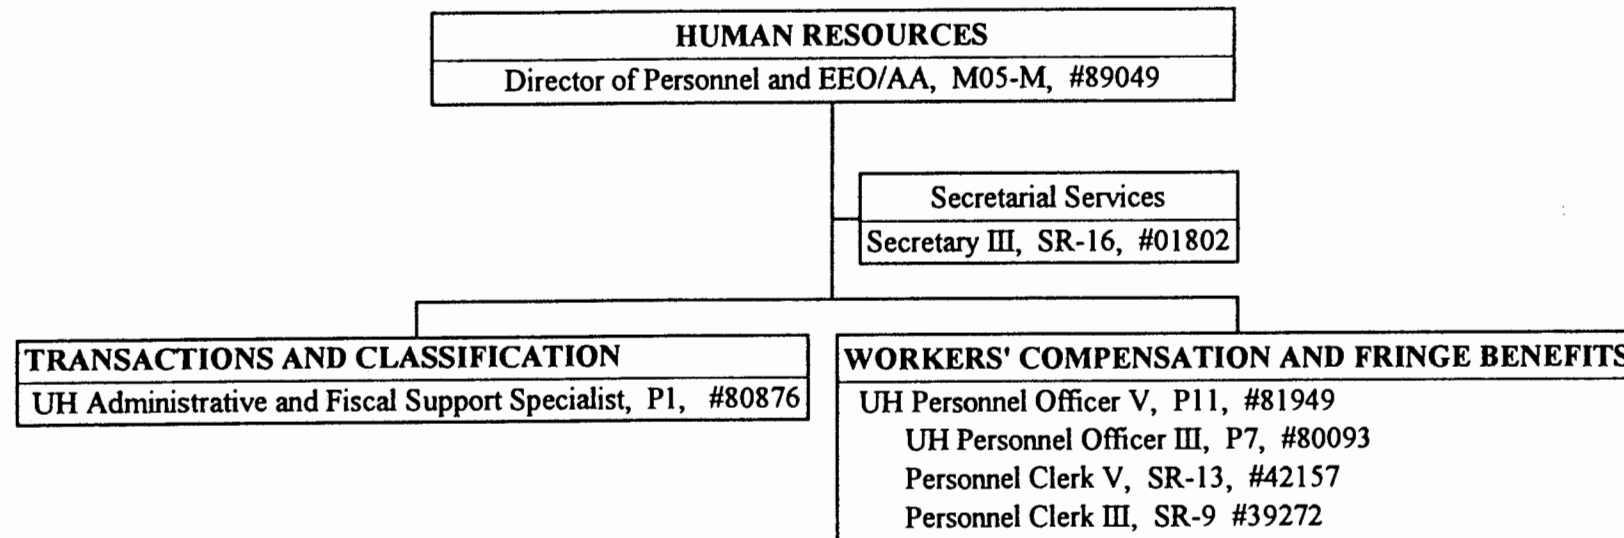 HUMAN RESOURCES
Director of Personnel and EEO/AA, M05-M, #89049
Secretarial Services
Secretary III, SR-16, #01802
TRANSACTIONS AND CLASSIFICATION
UH Administrative and Fiscal Support Specialist, P1, #80876
WORKERS' COMPENSATION AND FRINGE BENEFITS
UH Personnel Officer V, P11, #81949
UH Personnel Officer III, P7, #80093
Personnel Clerk V, SR-13, #42157
Personnel Clerk III, SR-9 #39272